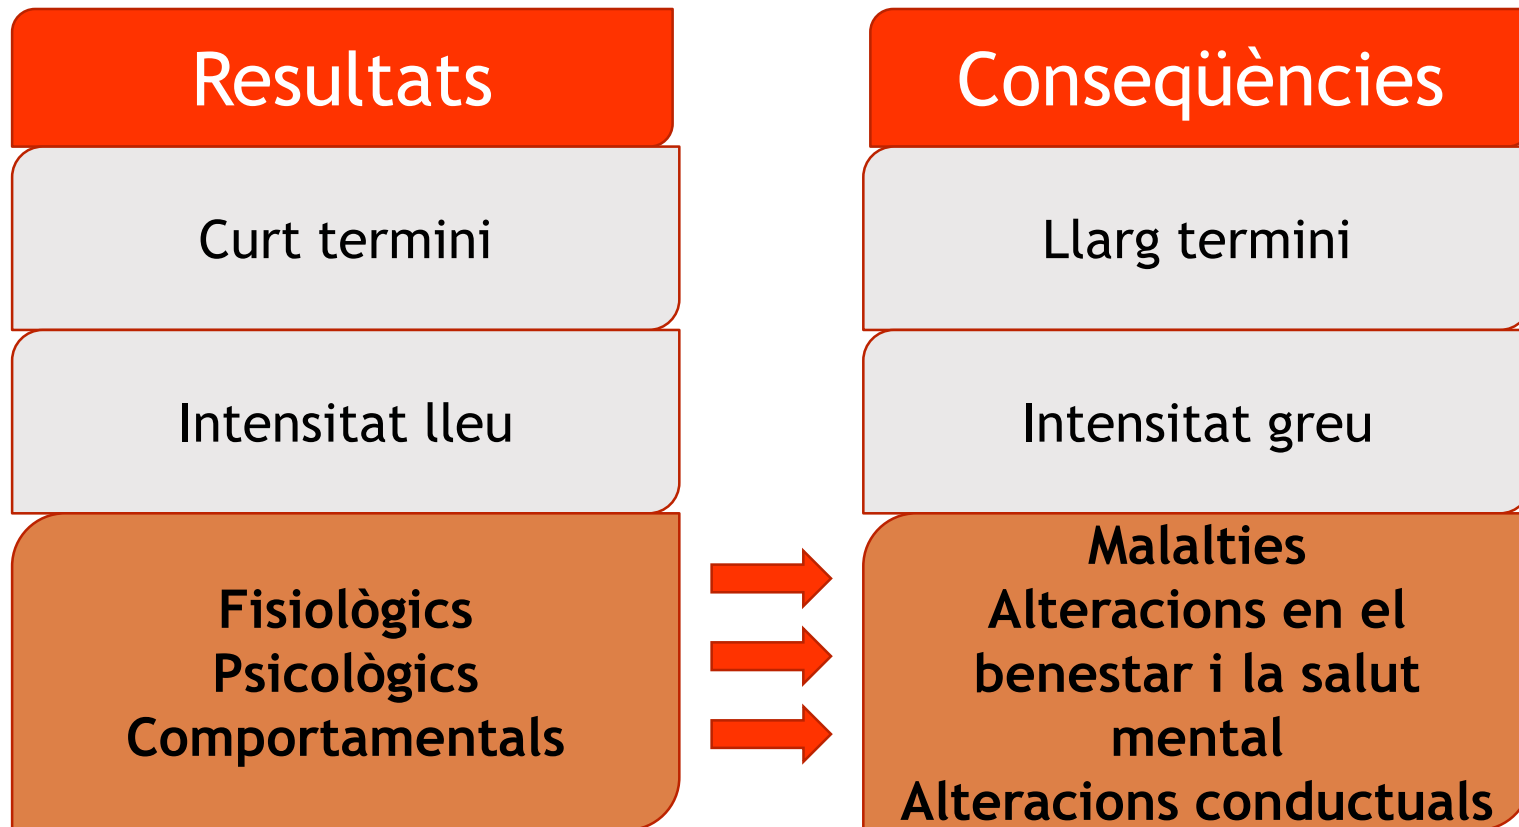 Resultats
Curt termini
Intensitat lleu
Fisiològics
Psicològics
Comportamentals
Conseqüències
Llarg termini
Intensitat greu
Malalties
Alteracions en el
benestar i la salut
mental
Alteracions conductuals